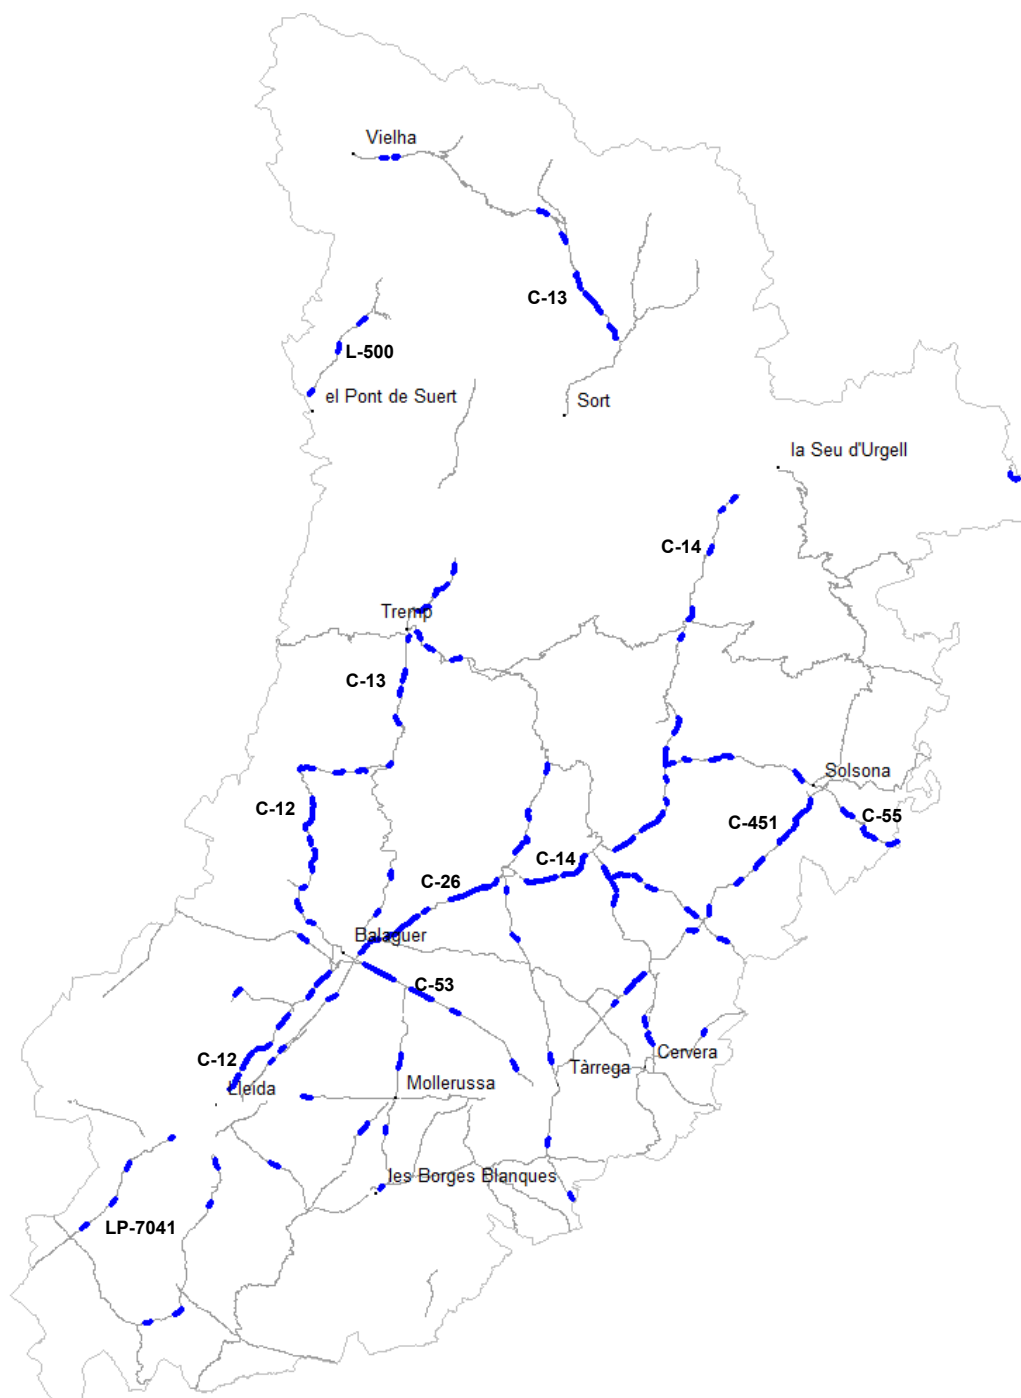 Vielha
C-13
L-500
el Pont de Suert
Sort
la Seu d'Urgell
C-14
Tremp
C-13
Solsona
C-12
C-451
C-55
C-14
C-26
Balaguer
C-53
C-12
Cervera
Tàrrega
Lleida
Mollerussa
les Borges Blanques
LP-7041